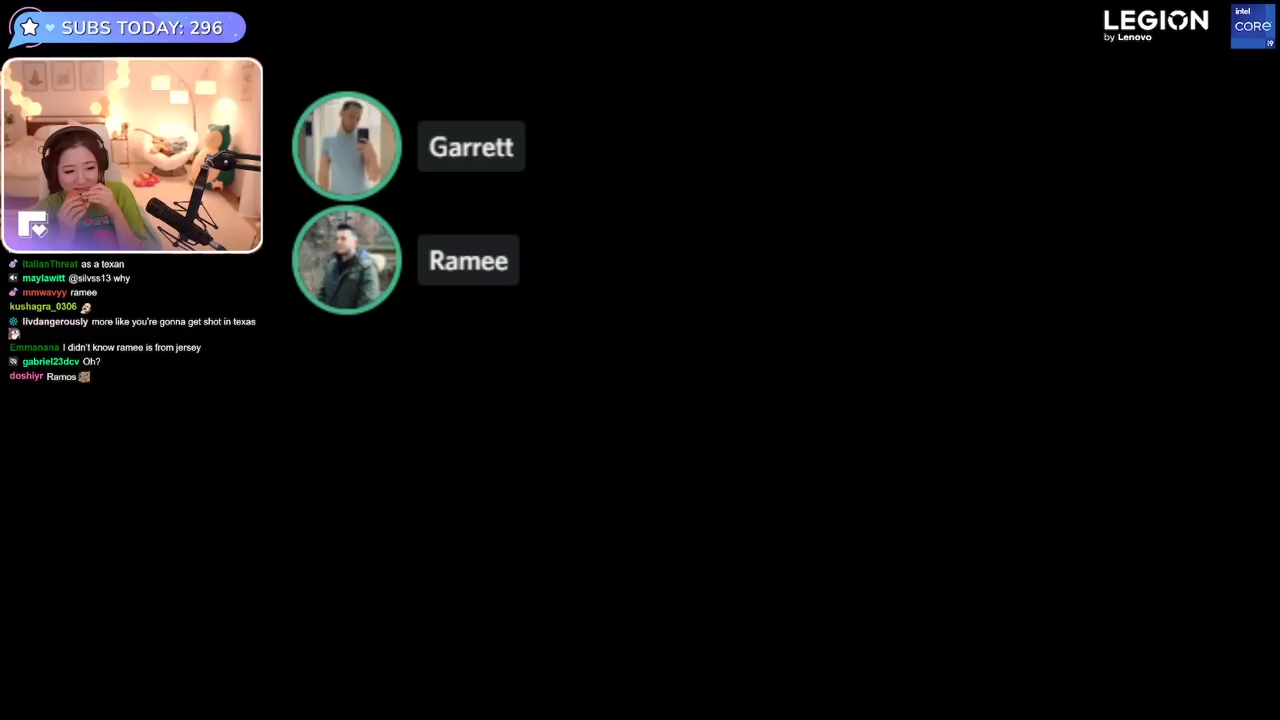 SUBS TODAY: 296
LEGION
by Lenovo
intel
CORE
i9
Garrett
Ramee
ItalianThreat as a texan
maylawitt @silvss13 why
mmwavyy ramee
kushagra_0306
livdangerously more like you're gonna get shot in texas
Emmanana I didn't know ramee is from jersey
gabriel23dcv Oh?
doshiyr Ramos